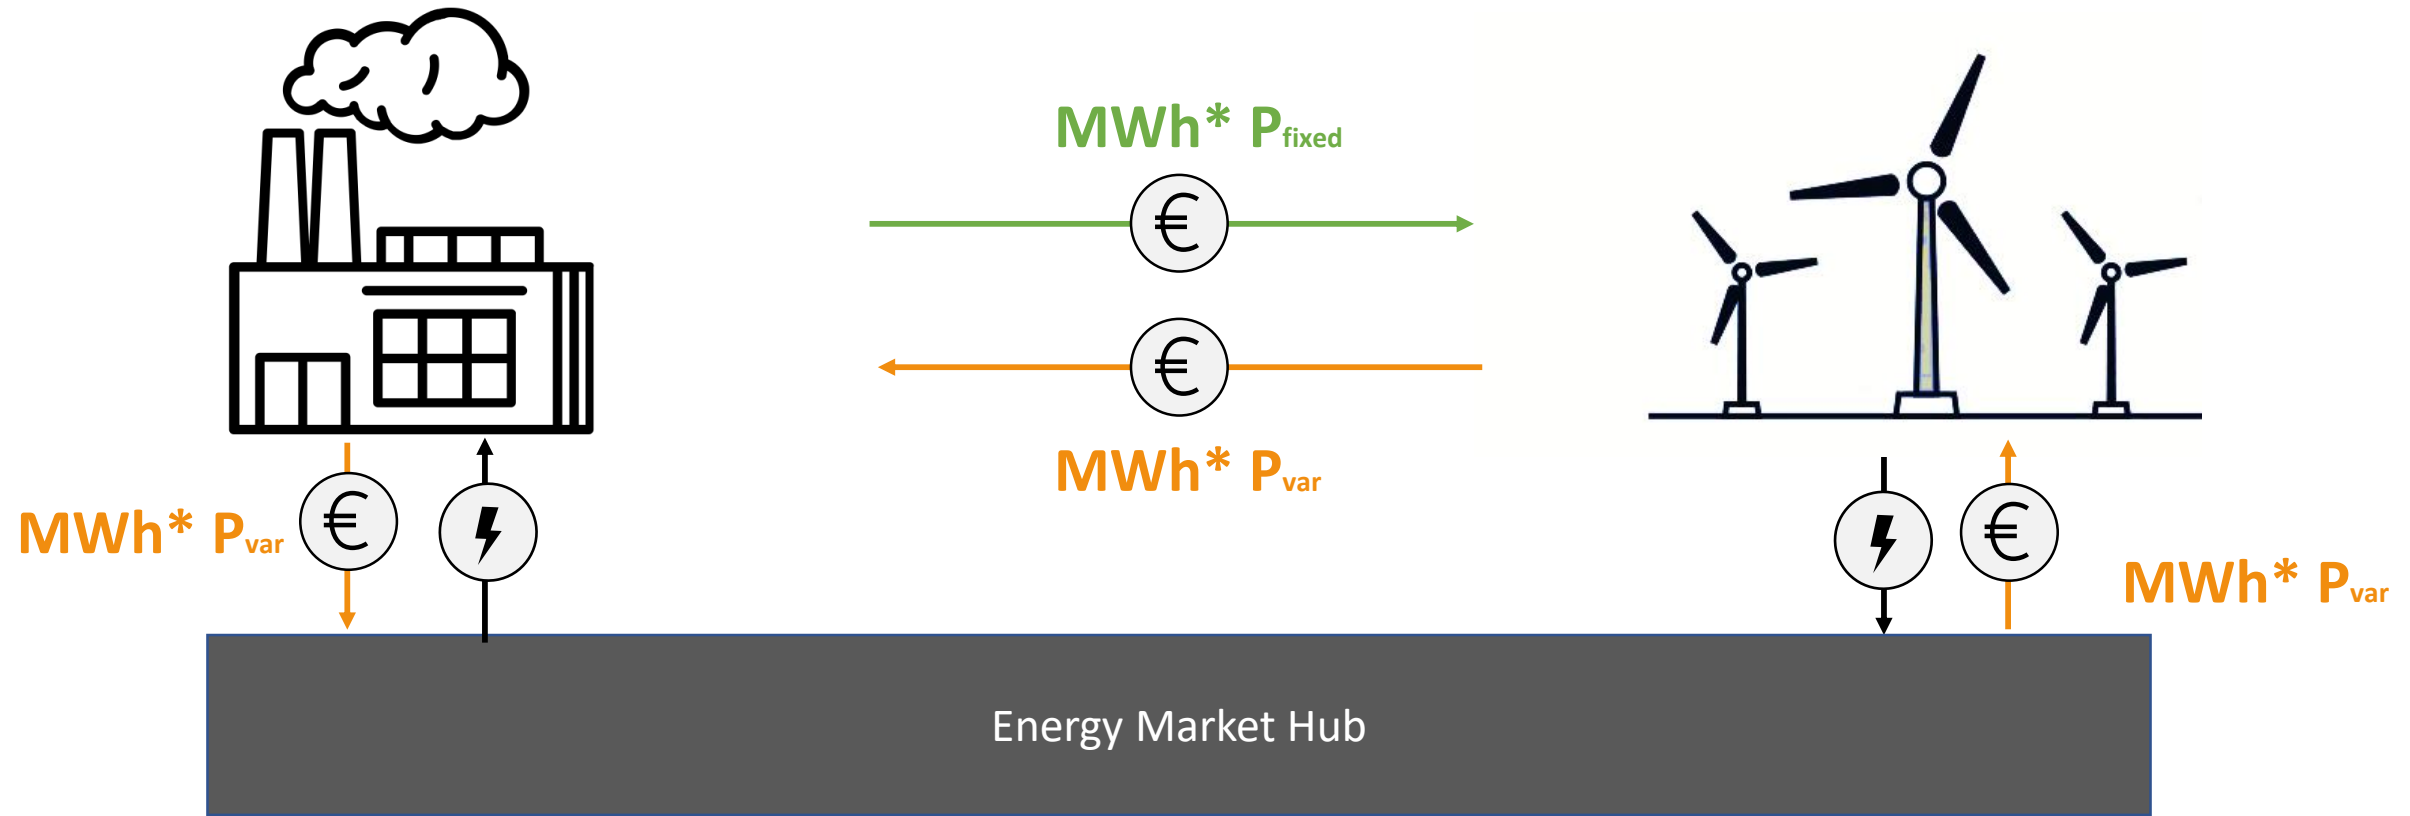 MWh* Pfixed
€
€
MWh* Pvar
MWh* Pvar
€
€
MWh* Pvar
Energy Market Hub